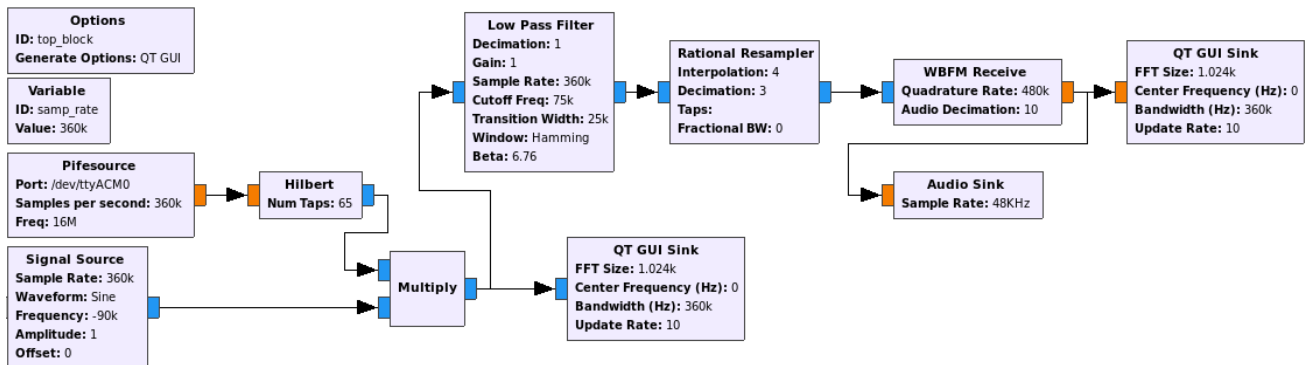 Options
ID: top_block
Generate Options: QT GUI
Variable
ID: samp_rate
Value: 360k
Pifesource
Port: /dev/ttyACM0
Samples per second: 360k
Freq: 16M
Hilbert
Num Taps: 65
Signal Source
Sample Rate: 360k
Waveform: Sine
Frequency: -90k
Amplitude: 1
Offset: 0
Multiply
Low Pass Filter
Decimation: 1
Gain: 1
Sample Rate: 360k
Cutoff Freq: 75k
Transition Width: 25k
Window: Hamming
Beta: 6.76
QT GUI Sink
FFT Size: 1.024k
Center Frequency (Hz): 0
Bandwidth (Hz): 360k
Update Rate: 10
Rational Resampler
Interpolation: 4
Decimation: 3
Taps:
Fractional BW: 0
WBFM Receive
Quadrature Rate: 480k
Audio Decimation: 10
Audio Sink
Sample Rate: 48KHz
QT GUI Sink
FFT Size: 1.024k
Center Frequency (Hz): 0
Bandwidth (Hz): 360k
Update Rate: 10